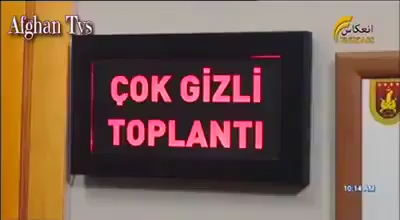 Afghan Tvs
انعکاس
ÇOK GİZLİ
TOPLANTI
10:14 AM